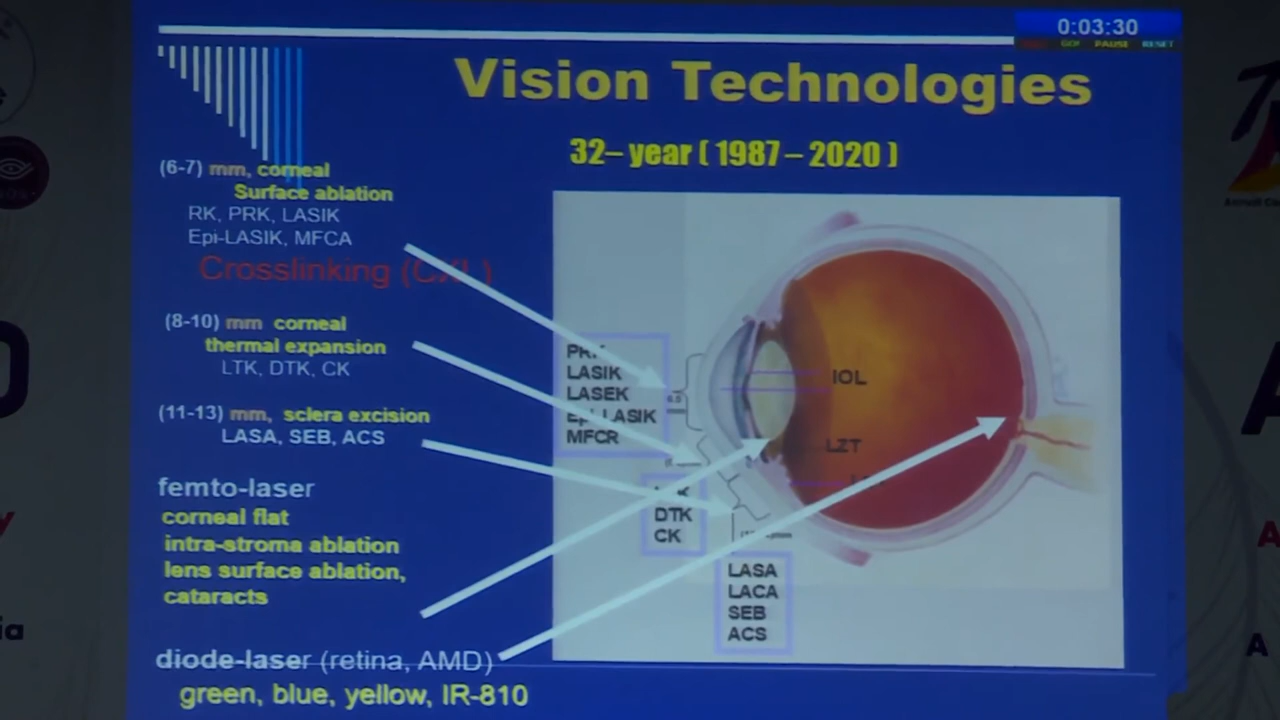 0:03:30
GO! PAUSE RESET
Vision Technologies
32– year ( 1987 – 2020 )
(6-7) mm, corneal
Surface ablation
RK, PRK, LASIK
Epi-LASIK, MFCA
Crosslinking (CXL)
(8-10) mm corneal
thermal expansion
LTK, DTK, CK
(11-13) mm, sclera excision
LASA, SEB, ACS
femto-laser
corneal flat
intra-stroma ablation
lens surface ablation,
cataracts
diode-laser (retina, AMD)
green, blue, yellow, IR-810
PRK
LASIK
LASEK
Epi-LASIK
MFCR
IOL
LZT
DTK
CK
LASA
LACA
SEB
ACS